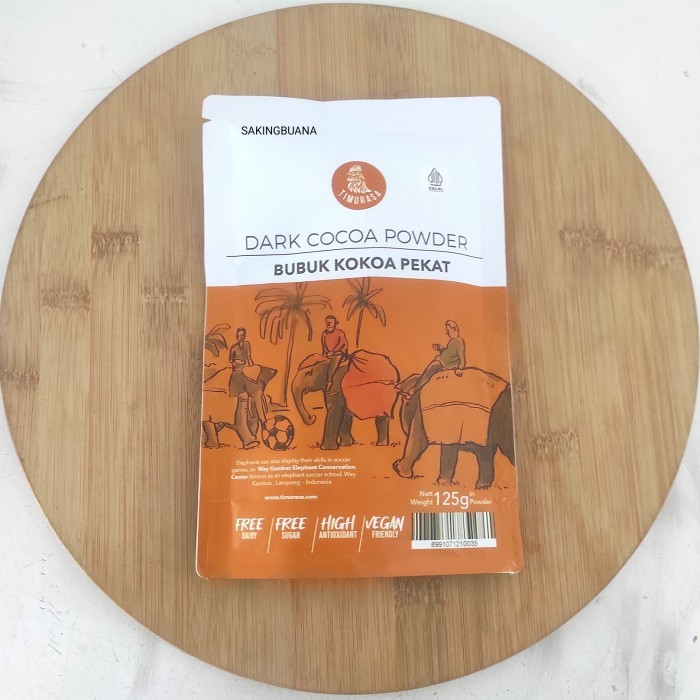 SAKINGBUANA
TIMURASA
HALAL
DARK COCOA POWDER
BUBUK KOKOA PEKAT
Elephants can also display their skills in soccer
games, so Way Kambas Elephant Conservation
Center famous as an elephant soccer school. Way
Kambas, Lampung - Indonesia
www.timurasa.com
Nett
Weight 125g in
Powder
FREE
DAIRY
FREE
SUGAR
HIGH
ANTIOXIDANT
VEGAN
FRIENDLY
8991071210035